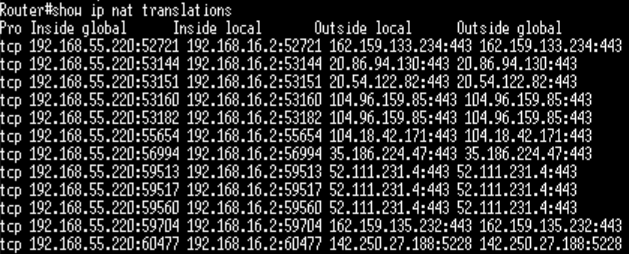 Router#show ip nat translations
Pro Inside global Inside local Outside local Outside global
tcp 192.168.55.220:52721 192.168.16.2:52721 162.159.133.234:443 162.159.133.234:443
tcp 192.168.55.220:53144 192.168.16.2:53144 20.86.94.130:443 20.86.94.130:443
tcp 192.168.55.220:53151 192.168.16.2:53151 20.54.122.82:443 20.54.122.82:443
tcp 192.168.55.220:53160 192.168.16.2:53160 104.96.159.85:443 104.96.159.85:443
tcp 192.168.55.220:53182 192.168.16.2:53182 104.96.159.85:443 104.96.159.85:443
tcp 192.168.55.220:55654 192.168.16.2:55654 104.18.42.171:443 104.18.42.171:443
tcp 192.168.55.220:56994 192.168.16.2:56994 35.186.224.47:443 35.186.224.47:443
tcp 192.168.55.220:59513 192.168.16.2:59513 52.111.231.4:443 52.111.231.4:443
tcp 192.168.55.220:59517 192.168.16.2:59517 52.111.231.4:443 52.111.231.4:443
tcp 192.168.55.220:59560 192.168.16.2:59560 52.111.231.4:443 52.111.231.4:443
tcp 192.168.55.220:59704 192.168.16.2:59704 162.159.135.232:443 162.159.135.232:443
tcp 192.168.55.220:60477 192.168.16.2:60477 142.250.27.188:5228 142.250.27.188:5228